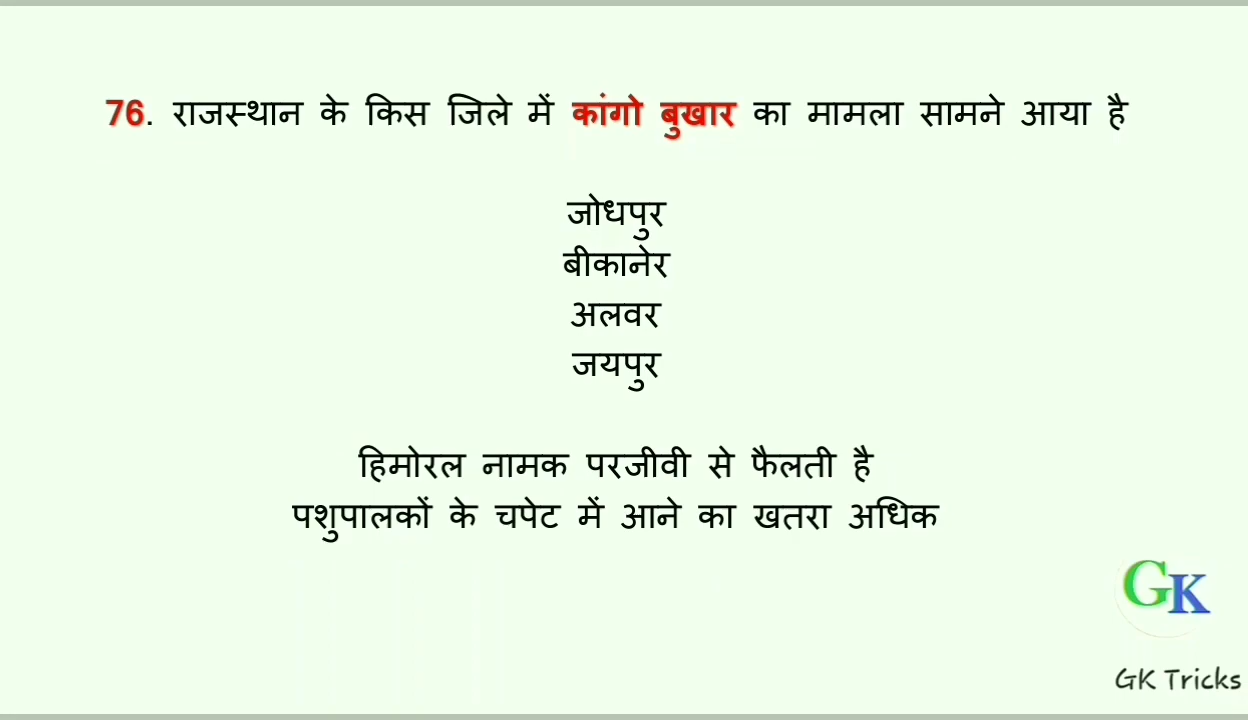 76. राजस्थान के किस जिले में कांगो बुखार का मामला सामने आया है
जोधपुर
बीकानेर
अलवर
जयपुर
हिमोरल नामक परजीवी से फैलती है
पशुपालकों के चपेट में आने का खतरा अधिक
GK
GK Tricks